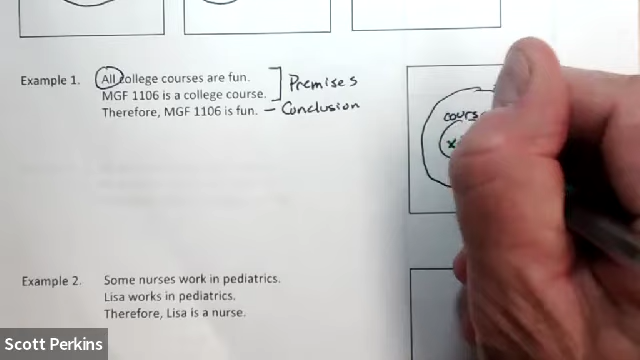 Example 1. All college courses are fun.
MGF 1106 is a college course.
Premises
Therefore, MGF 1106 is fun. – Conclusion
Example 2. Some nurses work in pediatrics.
Lisa works in pediatrics.
Therefore, Lisa is a nurse.
Scott Perkins